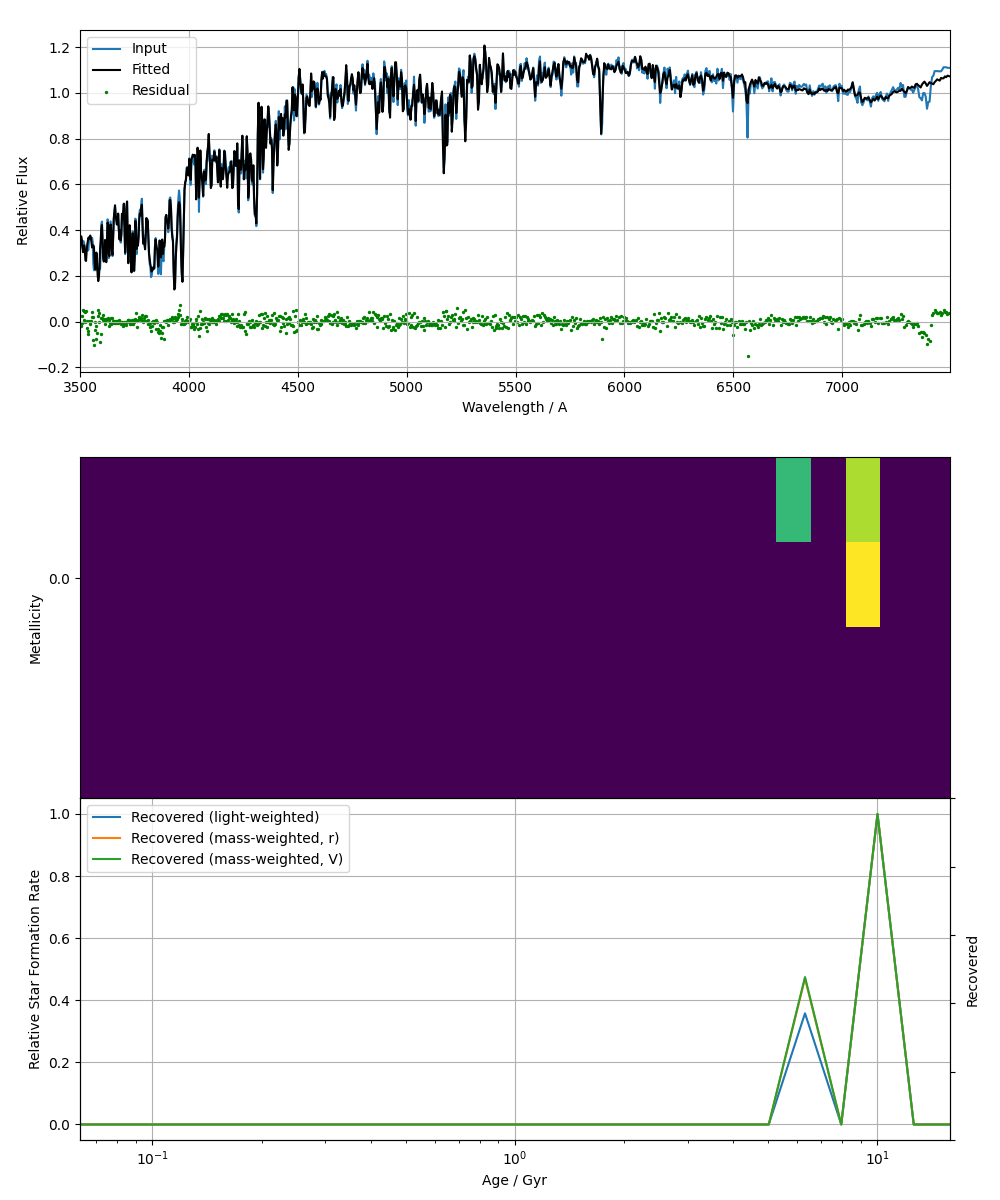 1.2
1.0
0.8
0.6
0.4
0.2
0.0
−0.2
Relative Flux
Input
Fitted
Residual
3500 4000 4500 5000 5500 6000 6500 7000
Wavelength / A
0.0
Metallicity
1.0
0.8
0.6
0.4
0.2
0.0
Relative Star Formation Rate
Recovered (light-weighted)
Recovered (mass-weighted, r)
Recovered (mass-weighted, V)
Recovered
10⁻¹ 10⁰ 10¹
Age / Gyr